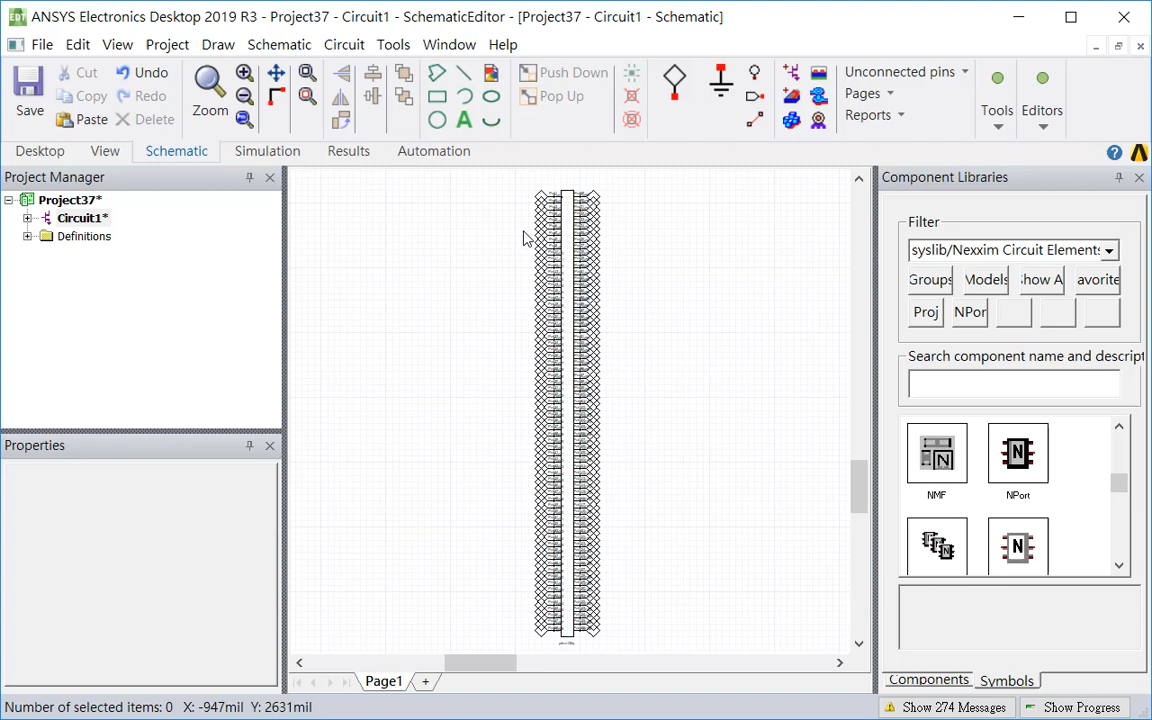 ANSYS Electronics Desktop 2019 R3 - Project37 - Circuit1 - SchematicEditor - [Project37 - Circuit1 - Schematic]
File Edit View Project Draw Schematic Circuit Tools Window Help
Save
Cut
Copy
Paste
Undo
Redo
Delete
Zoom
Push Down
Pop Up
Unconnected pins
Pages
Reports
Tools
Editors
Desktop View Schematic Simulation Results Automation
Project Manager
Project37*
Circuit1*
Definitions
Properties
Component Libraries
Filter
syslib/Nexxim Circuit Elements
Groups Models how A avorite
Proj NPor
Search component name and descript
NMF NPort
Components Symbols
Page1 +
Number of selected items: 0 X: -947mil Y: 2631mil
Show 274 Messages Show Progress